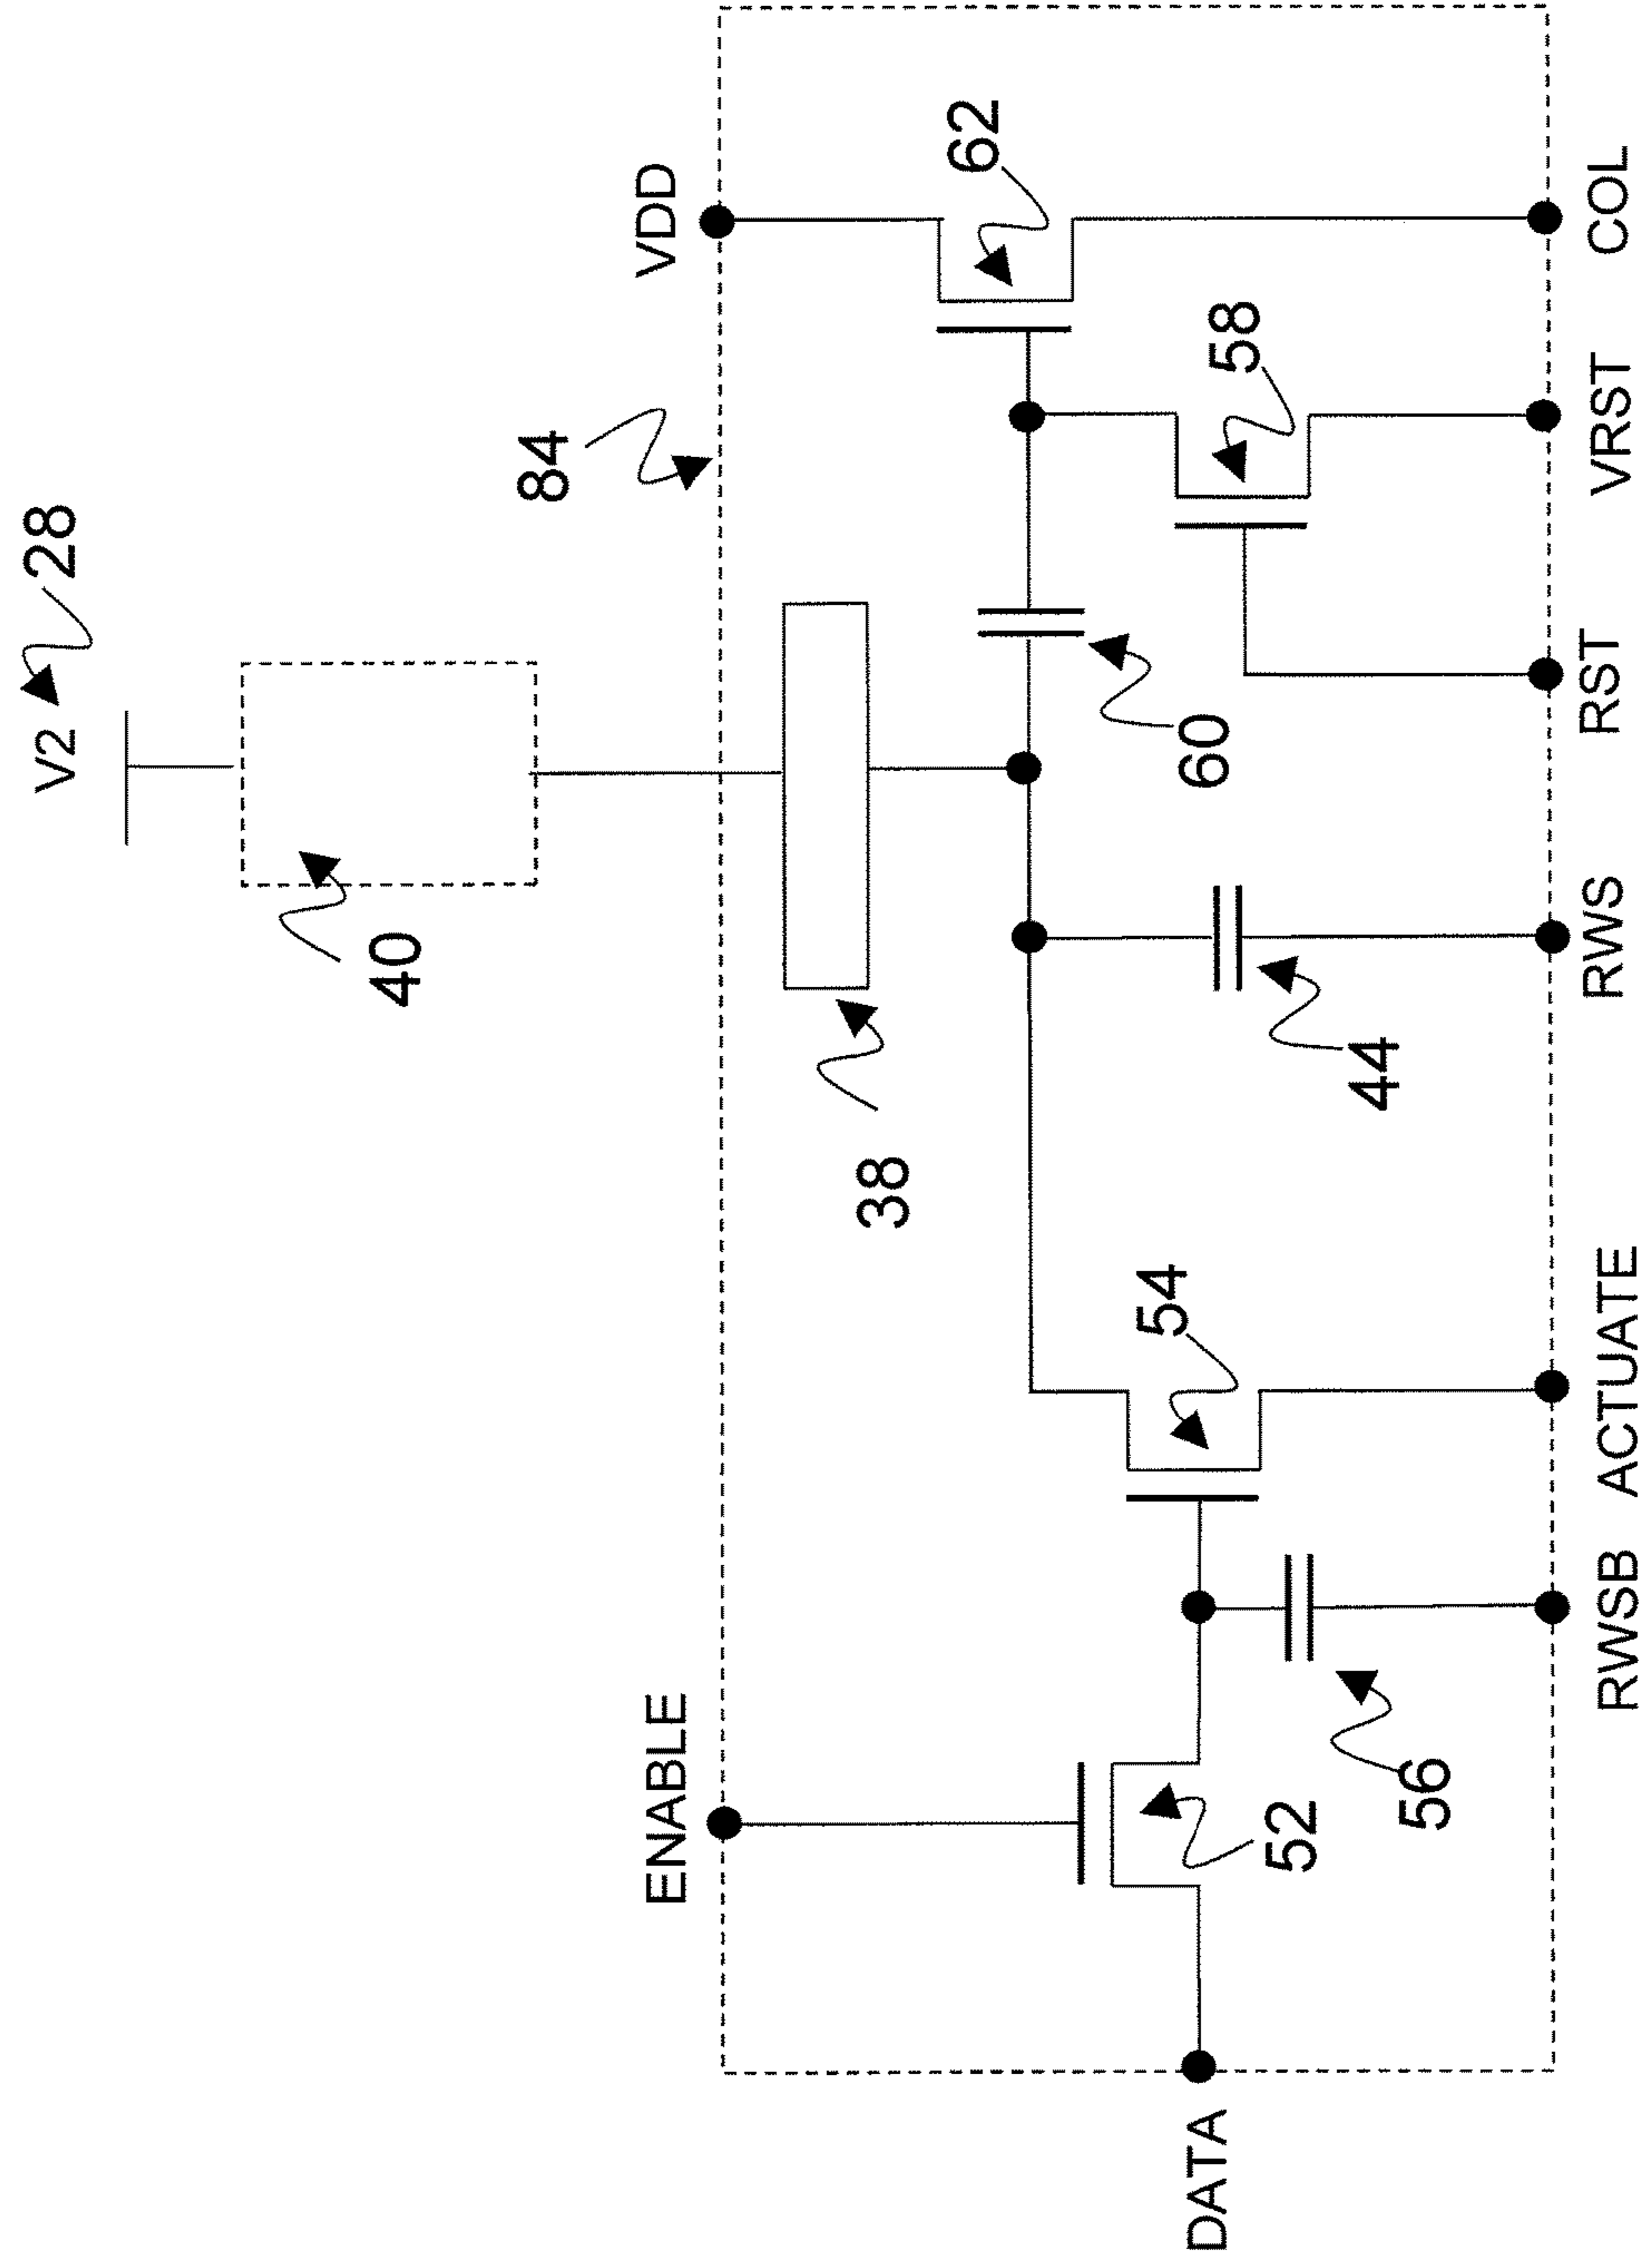 V2
28
40
84
VDD
62
38
60
58
44
54
ENABLE
52
56
DATA
RWSB
ACTUATE
RWS
RST
VRST
COL